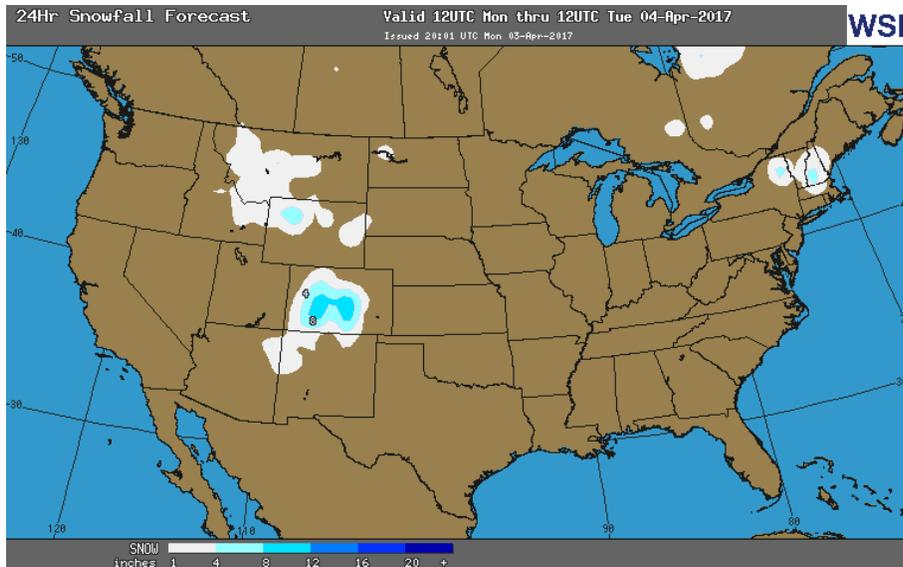 24Hr Snowfall Forecast
Valid 12UTC Mon thru 12UTC Tue 04-Apr-2017
Issued 20:01 UTC Mon 03-Apr-2017
WSI
50
130
40
30
4
8
120
110
90
80
SNOW
inches 1 4 8 12 16 20 +